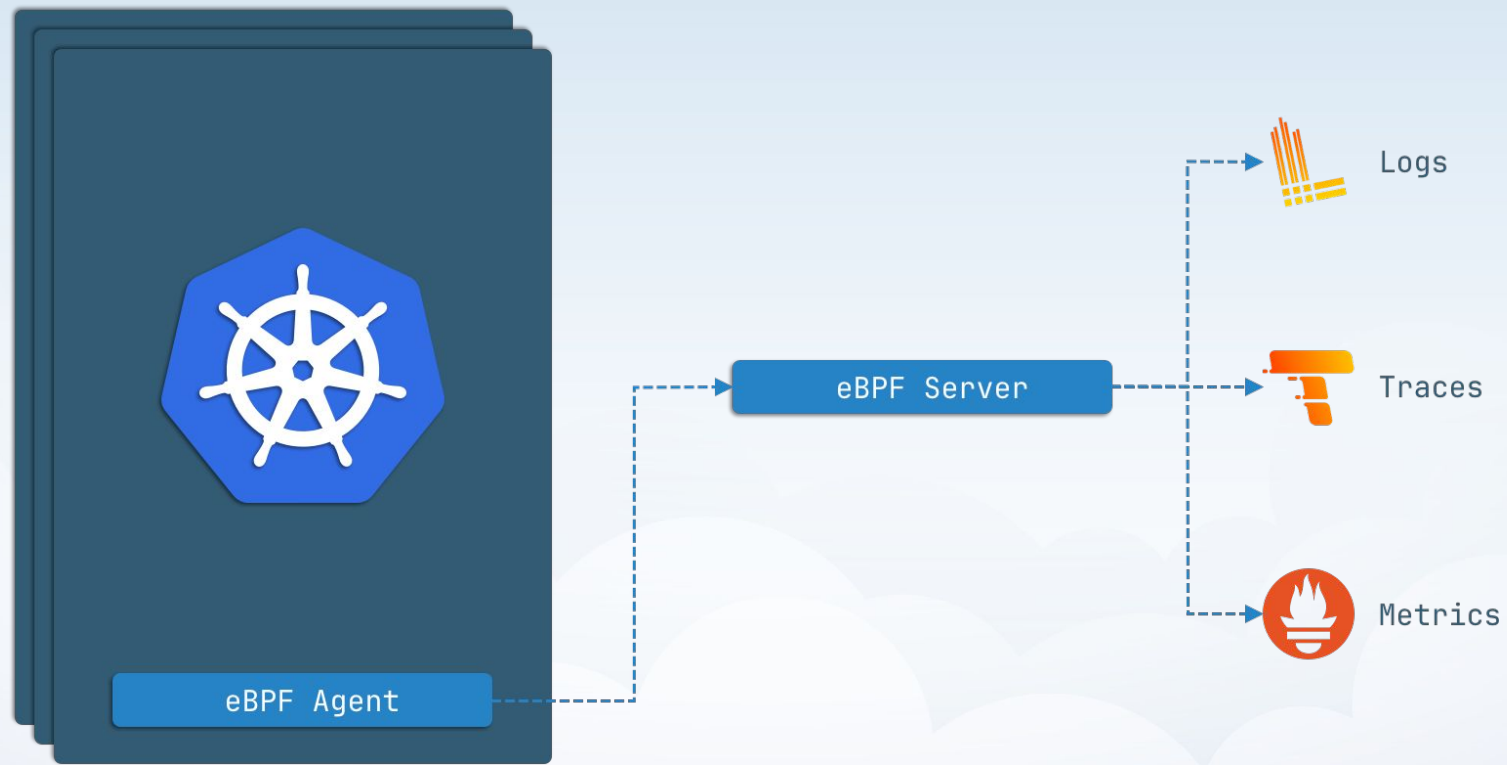 Logs
eBPF Server
Traces
Metrics
eBPF Agent